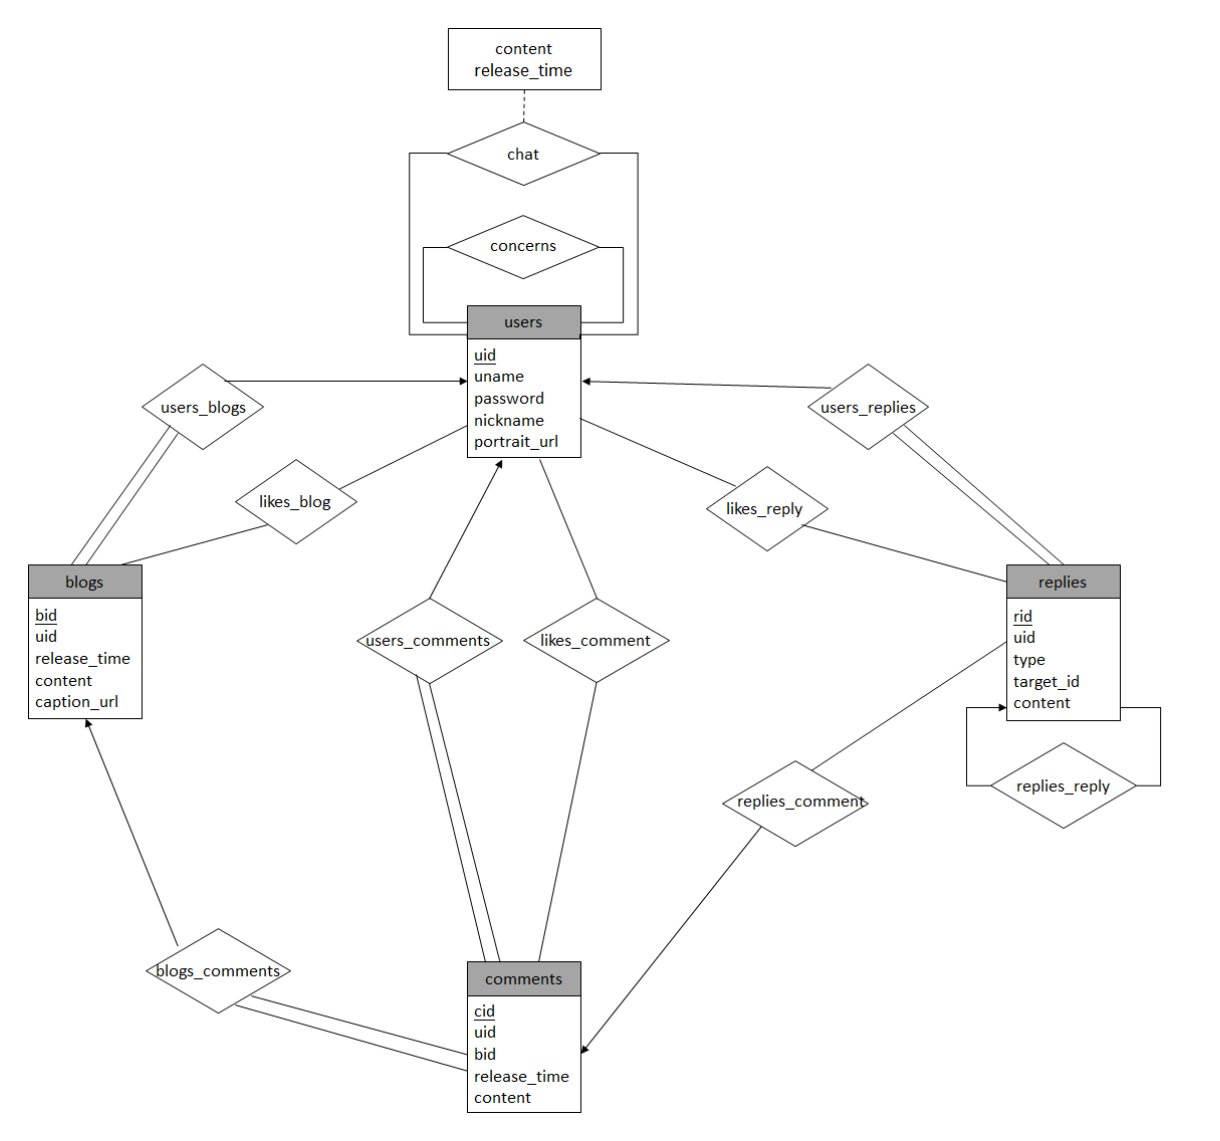 content
release_time
chat
concerns
users
uid
uname
password
nickname
portrait_url
users_blogs
users_replies
likes_blog
likes_reply
blogs
bid
uid
release_time
content
caption_url
users_comments
likes_comment
replies
rid
uid
type
target_id
content
replies_reply
replies_comment
blogs_comments
comments
cid
uid
bid
release_time
content